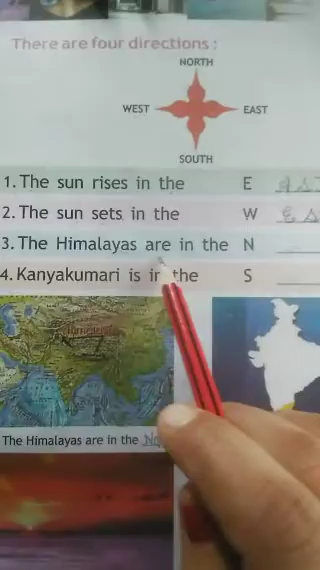 There are four directions :
NORTH
WEST EAST
SOUTH
1. The sun rises in the E
2. The sun sets in the W
3. The Himalayas are in the N
4. Kanyakumari is in the S
The Himalayas are in the No